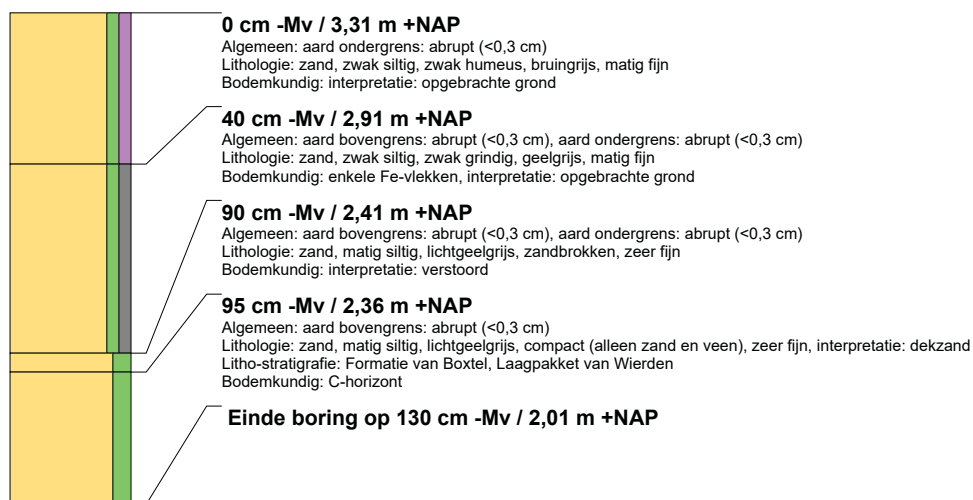 0 cm -Mv / 3,31 m +NAP
Algemeen: aard ondergrens: abrupt (<0,3 cm)
Lithologie: zand, zwak siltig, zwak humeus, bruingrijs, matig fijn
Bodemkundig: interpretatie: opgebrachte grond
40 cm -Mv / 2,91 m +NAP
Algemeen: aard bovengrens: abrupt (<0,3 cm), aard ondergrens: abrupt (<0,3 cm)
Lithologie: zand, zwak siltig, zwak grindig, geelgrijs, matig fijn
Bodemkundig: enkele Fe-vlekken, interpretatie: opgebrachte grond
90 cm -Mv / 2,41 m +NAP
Algemeen: aard bovengrens: abrupt (<0,3 cm), aard ondergrens: abrupt (<0,3 cm)
Lithologie: zand, matig siltig, lichtgeelgrijs, zandbrokken, zeer fijn
Bodemkundig: interpretatie: verstoord
95 cm -Mv / 2,36 m +NAP
Algemeen: aard bovengrens: abrupt (<0,3 cm)
Lithologie: zand, matig siltig, lichtgeelgrijs, compact (alleen zand en veen), zeer fijn, interpretatie: dekzand
Litho-stratigrafie: Formatie van Boxtel, Laagpakket van Wierden
Bodemkundig: C-horizont
Einde boring op 130 cm -Mv / 2,01 m +NAP